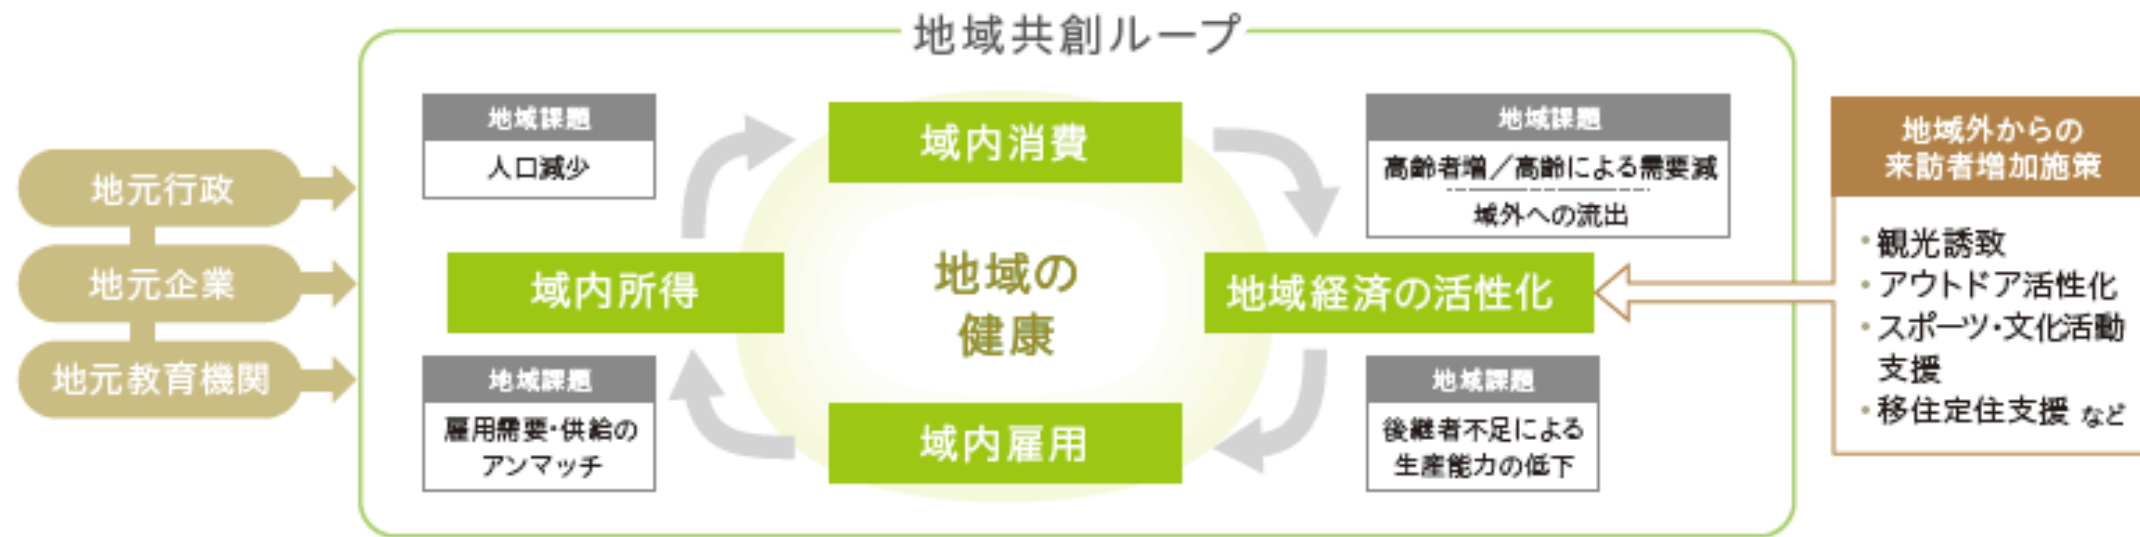 地域共創ループ
地元行政
地元企業
地元教育機関
地域課題
人口減少
域内消費
地域課題
高齢者増／高齢による需要減
域外への流出
域内所得
地域の
健康
地域経済の活性化
地域課題
雇用需要・供給の
アンマッチ
域内雇用
地域課題
後継者不足による
生産能力の低下
地域外からの
来訪者増加施策
・観光誘致
・アウトドア活性化
・スポーツ・文化活動
支援
・移住定住支援 など